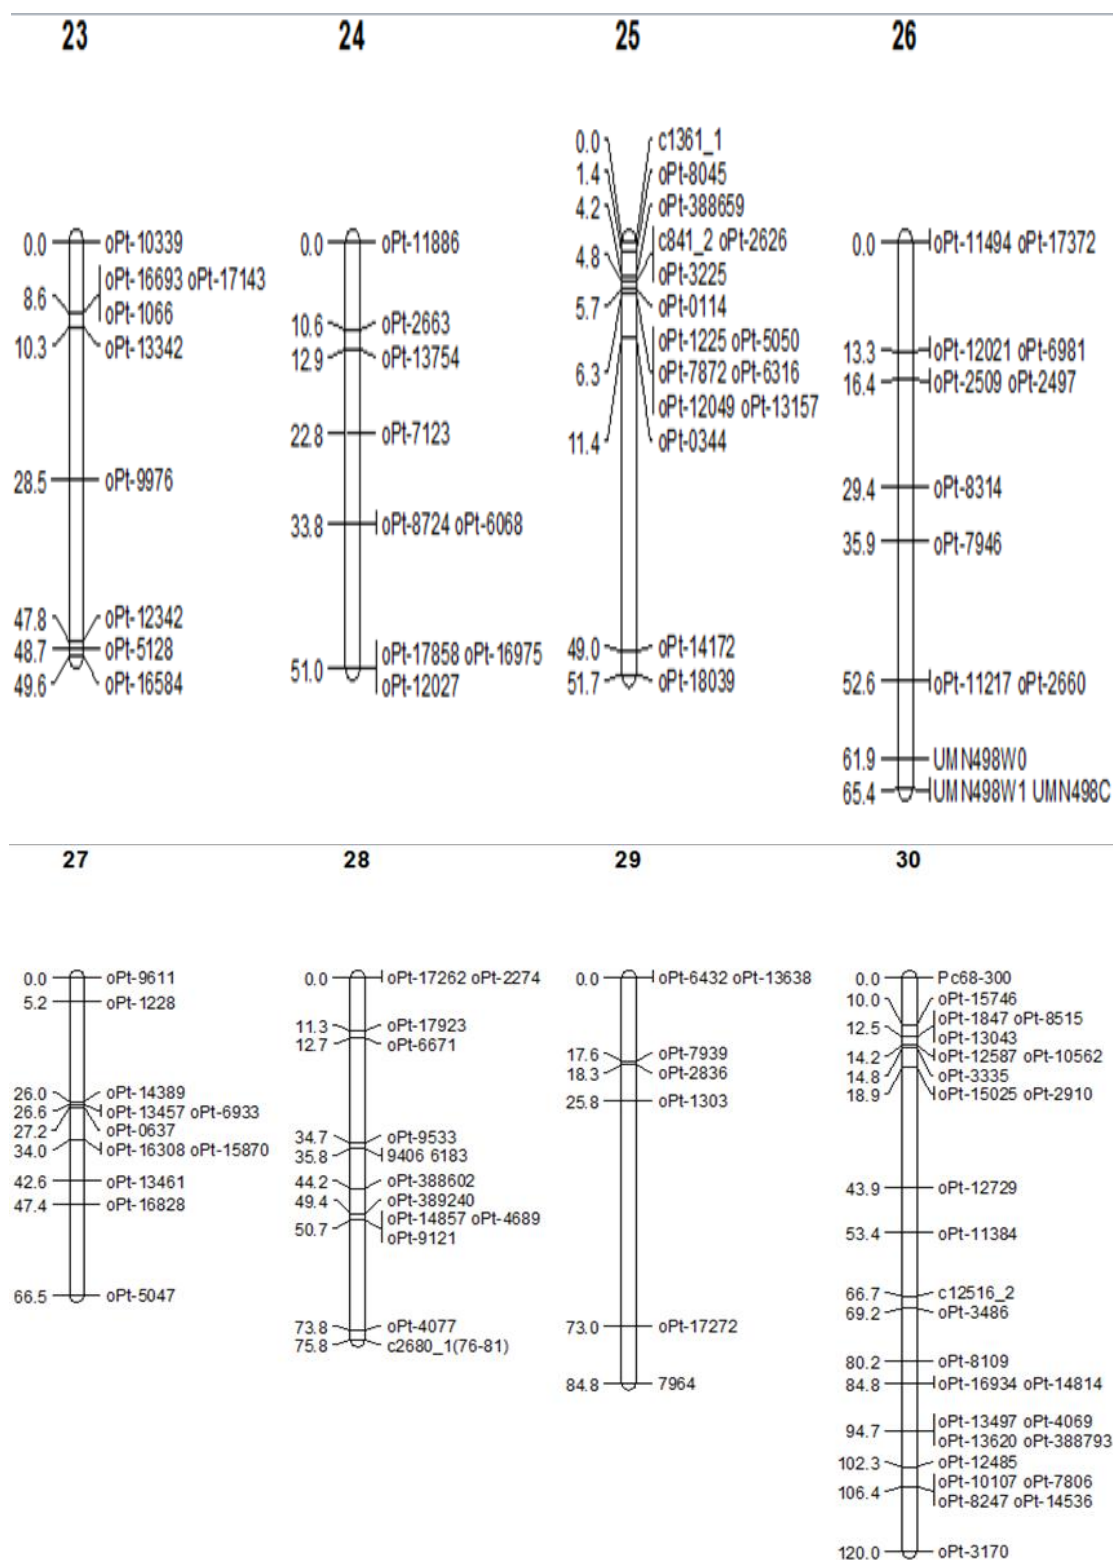 23
0.0 oPt-10339
8.6 oPt-16693 oPt-17143
oPt-1066
10.3 oPt-13342
28.5 oPt-9976
47.8 oPt-12342
48.7 oPt-5128
49.6 oPt-16584
24
0.0 oPt-11886
10.6 oPt-2663
12.9 oPt-13754
22.8 oPt-7123
33.8 oPt-8724 oPt-6068
51.0 oPt-17858 oPt-16975
oPt-12027
25
0.0 c1361_1
1.4 oPt-8045
4.2 oPt-388659
4.8 c841_2 oPt-2626
oPt-3225
5.7 oPt-0114
6.3 oPt-1225 oPt-5050
oPt-7872 oPt-6316
oPt-12049 oPt-13157
11.4 oPt-0344
49.0 oPt-14172
51.7 oPt-18039
26
0.0 oPt-11494 oPt-17372
13.3 oPt-12021 oPt-6981
16.4 oPt-2509 oPt-2497
29.4 oPt-8314
35.9 oPt-7946
52.6 oPt-11217 oPt-2660
61.9 UMN498W0
65.4 UMN498W1 UMN498C
27
0.0 oPt-9611
5.2 oPt-1228
26.0 oPt-14389
26.6 oPt-13457 oPt-6933
27.2 oPt-0637
34.0 oPt-16308 oPt-15870
42.6 oPt-13461
47.4 oPt-16828
66.5 oPt-5047
28
0.0 oPt-17262 oPt-2274
11.3 oPt-17923
12.7 oPt-6671
34.7 oPt-9533
35.8 9406 6183
44.2 oPt-388602
49.4 oPt-389240
50.7 oPt-14857 oPt-4689
oPt-9121
73.8 oPt-4077
75.8 c2680_1(76-81)
29
0.0 oPt-6432 oPt-13638
17.6 oPt-7939
18.3 oPt-2836
25.8 oPt-1303
73.0 oPt-17272
84.8 7964
30
0.0 Pc68-300
10.0 oPt-15746
12.5 oPt-1847 oPt-8515
oPt-13043
14.2 oPt-12587 oPt-10562
14.8 oPt-3335
18.9 oPt-15025 oPt-2910
43.9 oPt-12729
53.4 oPt-11384
66.7 c12516_2
69.2 oPt-3486
80.2 oPt-8109
84.8 oPt-16934 oPt-14814
94.7 oPt-13497 oPt-4069
oPt-13620 oPt-388793
102.3 oPt-12485
106.4 oPt-10107 oPt-7806
oPt-8247 oPt-14536
120.0 oPt-3170